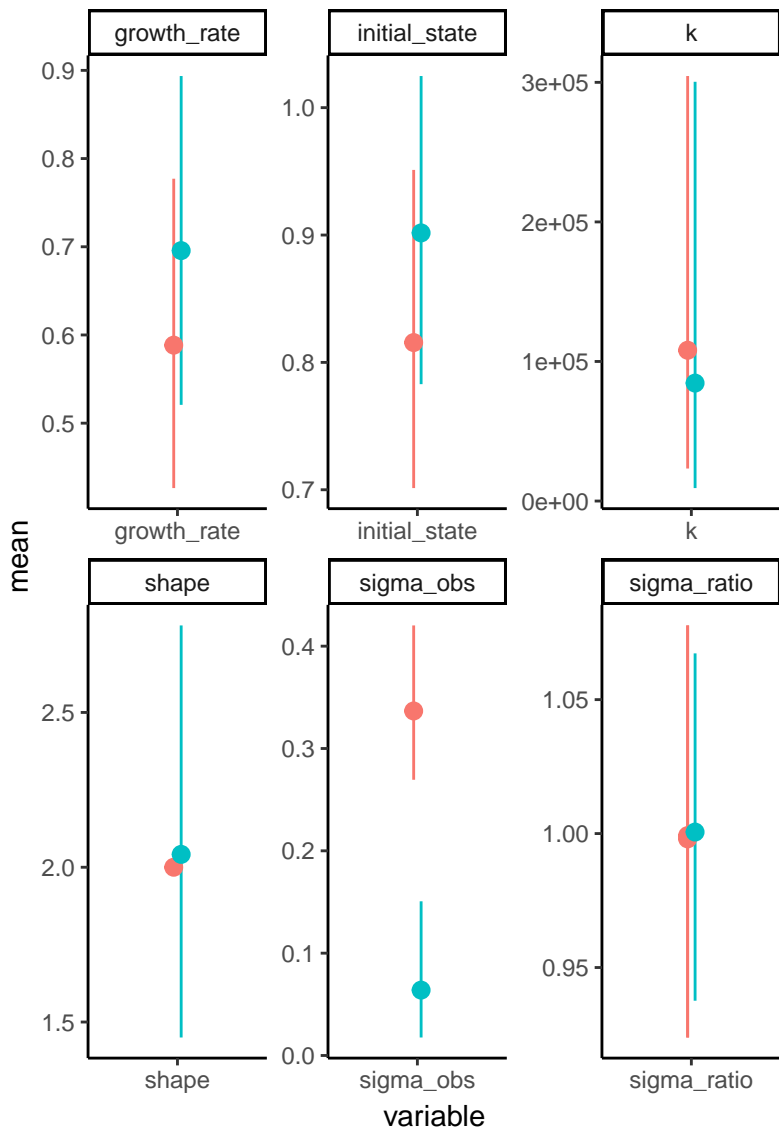 growth_rate
initial_state
k
0.9
0.8
0.7
0.6
0.5
1.0
0.9
0.8
0.7
3e+05
2e+05
1e+05
0e+00
growth_rate
initial_state
k
mean
shape
sigma_obs
sigma_ratio
2.5
2.0
1.5
0.4
0.3
0.2
0.1
0.0
1.05
1.00
0.95
shape
sigma_obs
sigma_ratio
variable